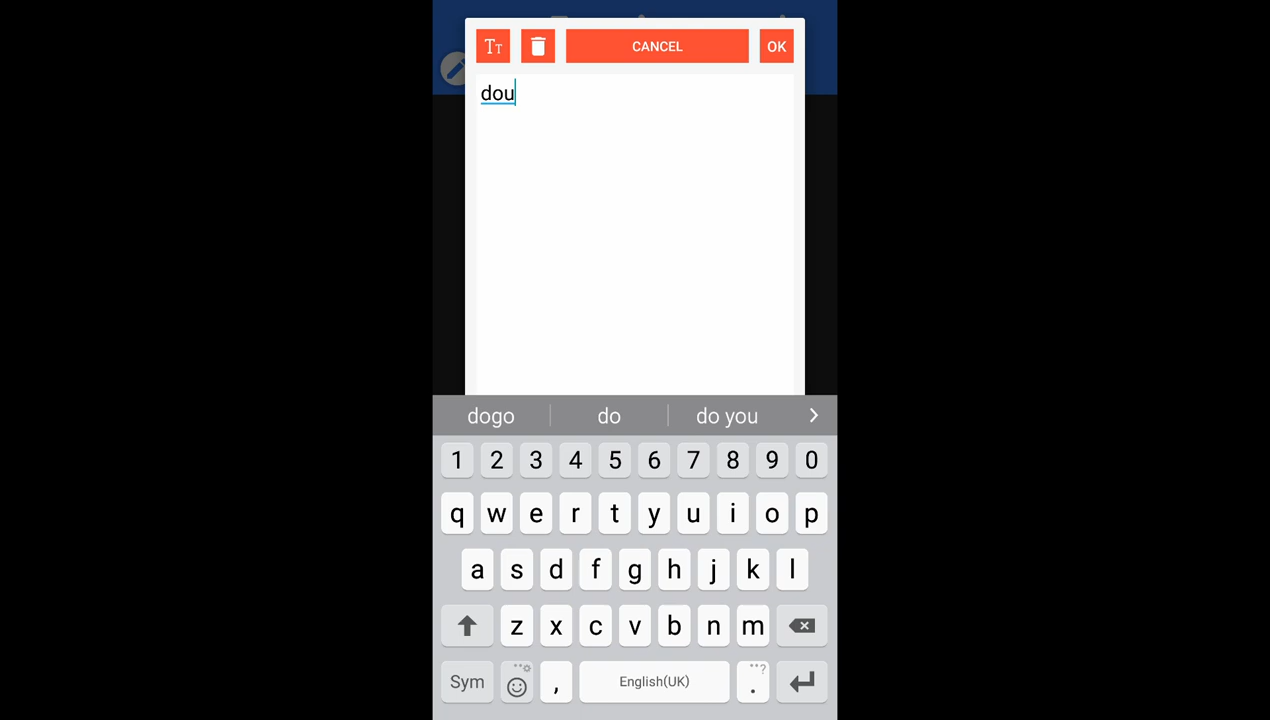 TT CANCEL OK
dou
dogo do do you
1 2 3 4 5 6 7 8 9 0
q w e r t y u i o p
a s d f g h j k l
z x c v b n m
Sym , English(UK) . ?